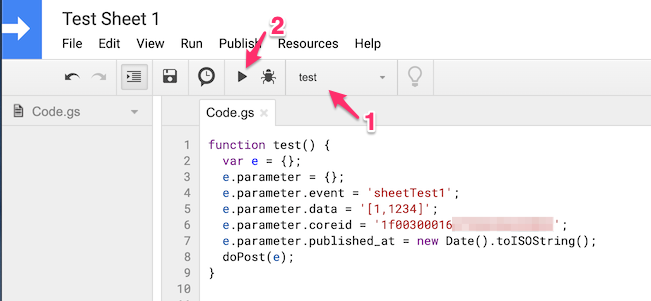 Test Sheet 1
File Edit View Run Publish Resources Help
2
test
1
Code.gs
Code.gs ×
1 function test() {
2 var e = {};
3 e.parameter = {};
4 e.parameter.event = 'sheetTest1';
5 e.parameter.data = '[1,1234]';
6 e.parameter.coreid = '1f00300016 ';
7 e.parameter.published_at = new Date().toISOString();
8 doPost(e);
9 }
10